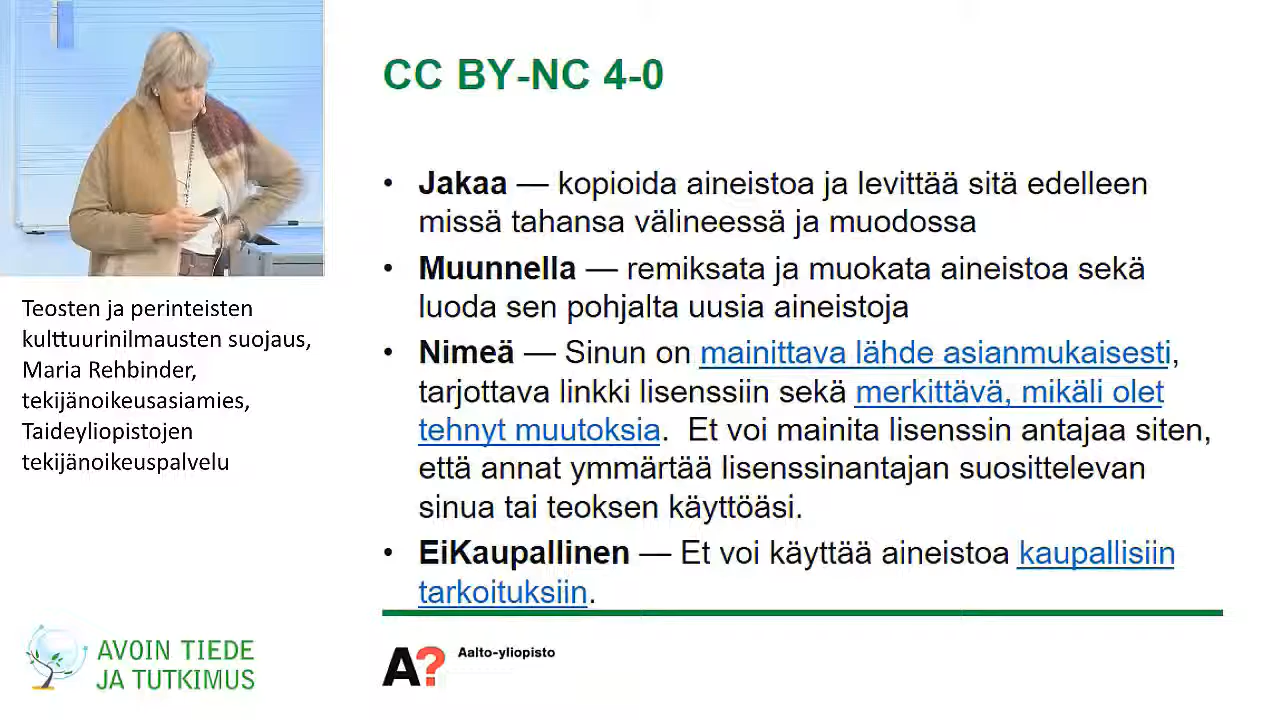 CC BY-NC 4-0
• Jakaa — kopioida aineistoa ja levittää sitä edelleen
missä tahansa välineessä ja muodossa
• Muunnella — remiksata ja muokata aineistoa sekä
luoda sen pohjalta uusia aineistoja
• Nimeä — Sinun on mainittava lähde asianmukaisesti,
tarjottava linkki lisenssiin sekä merkittävä, mikäli olet
tehnyt muutoksia. Et voi mainita lisenssin antajaa siten,
että annat ymmärtää lisenssinantajan suosittelevan
sinua tai teoksen käyttöäsi.
• EiKaupallinen — Et voi käyttää aineistoa kaupallisiin
tarkoituksiin.
Teosten ja perinteisten
kulttuurinilmausten suojaus,
Maria Rehbinder,
tekijänoikeusasiamies,
Taideyliopistojen
tekijänoikeuspalvelu
AVOIN TIEDE
JA TUTKIMUS
A?
Aalto-yliopisto